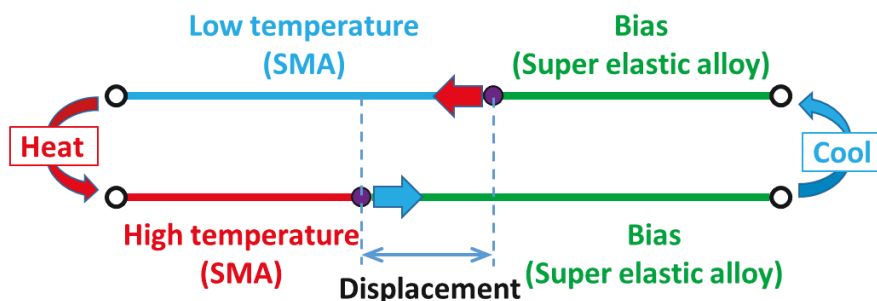 Low temperature
(SMA)
Bias
(Super elastic alloy)
Heat
Cool
High temperature
(SMA)
Displacement
Bias
(Super elastic alloy)